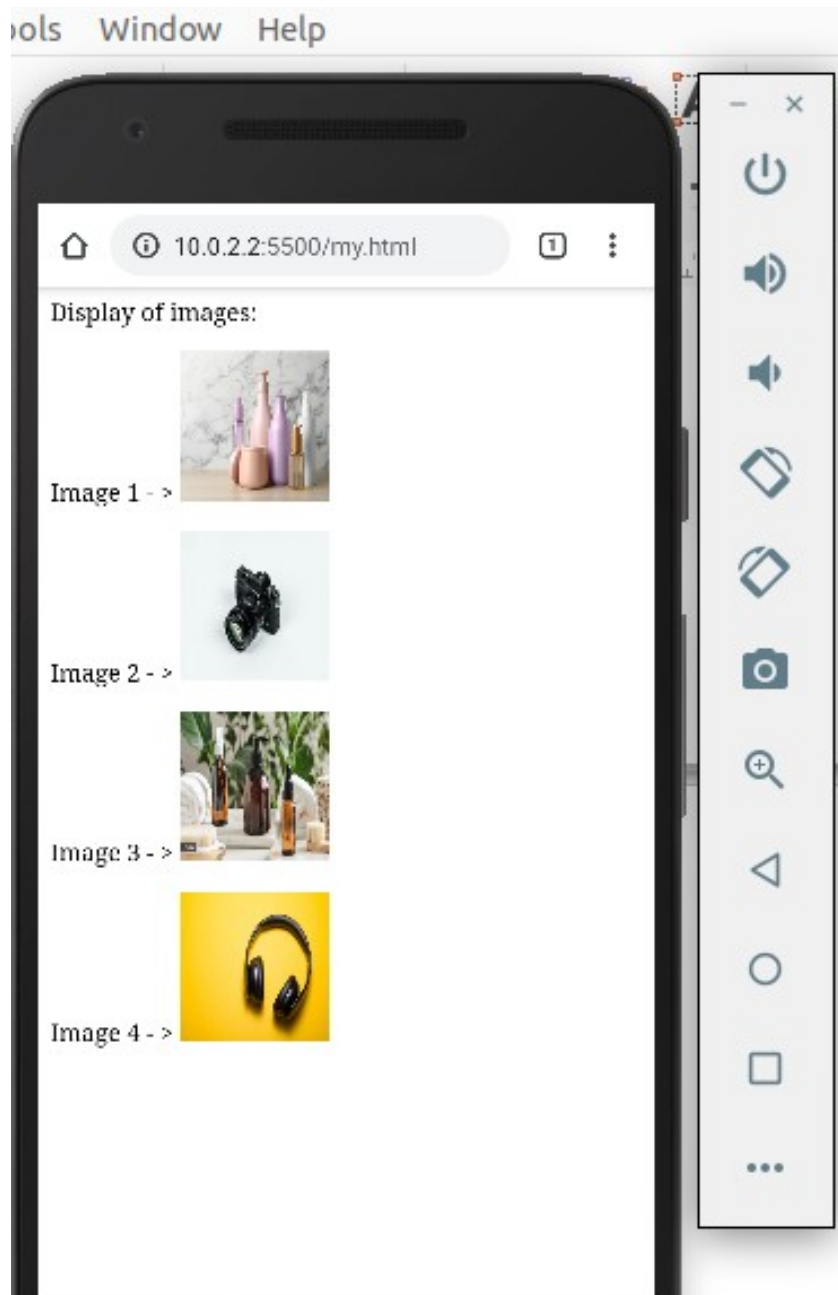 Window Help
10.0.2.2:5500/my.html
1
Display of images:
Image 1 - >
Image 2 - >
Image 3 - >
Image 4 - >